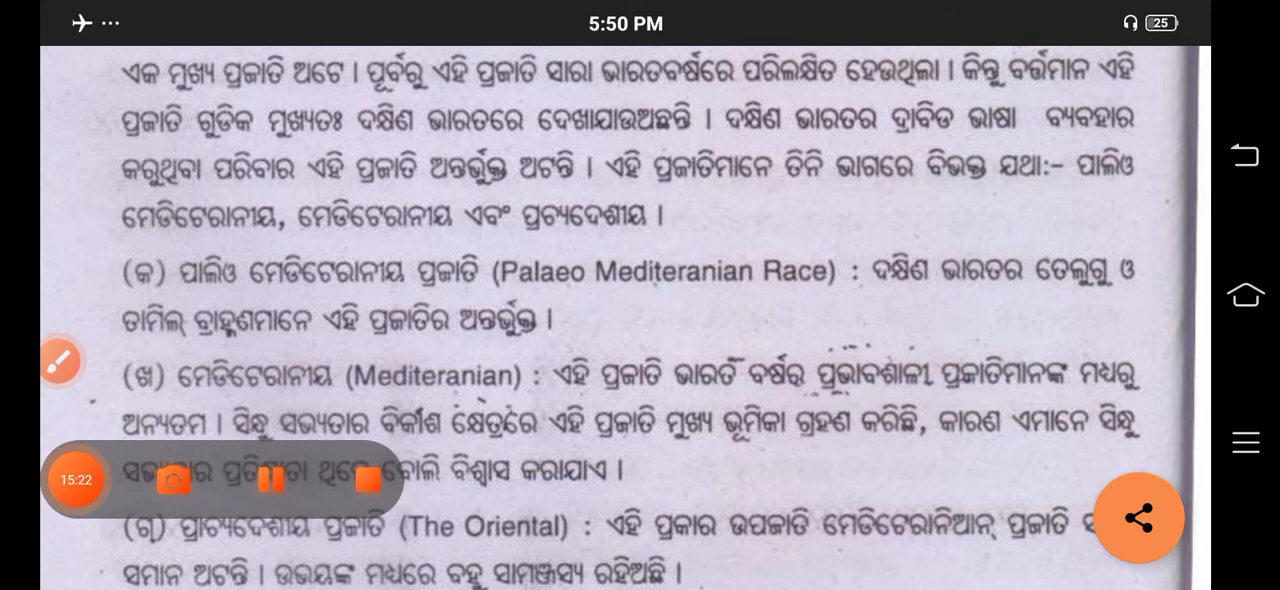 5:50 PM
25
ଏକ ମୁଖ୍ୟ ପ୍ରଜାତି ଅଟେ । ପୂର୍ବରୁ ଏହି ପ୍ରଜାତି ସାରା ଭାରତବର୍ଷରେ ପରିଲକ୍ଷିତ ହେଉଥିଲା । କିନ୍ତୁ ବର୍ତ୍ତମାନ ଏହି
ପ୍ରଜାତି ଗୁଡିକ ମୁଖ୍ୟତଃ ଦକ୍ଷିଣ ଭାରତରେ ଦେଖାଯାଉଅଛନ୍ତି । ଦକ୍ଷିଣ ଭାରତର ଦ୍ରାବିଡ ଭାଷା ବ୍ୟବହାର
କରୁଥିବା ପରିବାର ଏହି ପ୍ରଜାତି ଅନ୍ତର୍ଭୁକ୍ତ ଅଟନ୍ତି । ଏହି ପ୍ରଜାତିମାନେ ତିନି ଭାଗରେ ବିଭକ୍ତ ଯଥା:- ପାଲିଓ
ମେଡିଟେରାନୀୟ, ମେଡିଟେରାନୀୟ ଏବଂ ପ୍ରଚ୍ୟଦେଶୀୟ ।
(କ) ପାଲିଓ ମେଡିଟେରାନୀୟ ପ୍ରଜାତି (Palaeo Mediteranian Race) : ଦକ୍ଷିଣ ଭାରତର ତେଲୁଗୁ ଓ
ତାମିଲ୍ ବ୍ରାହ୍ମଣମାନେ ଏହି ପ୍ରଜାତିର ଅନ୍ତର୍ଭୁକ୍ତ ।
(ଖ) ମେଡିଟେରାନୀୟ (Mediteranian) : ଏହି ପ୍ରଜାତି ଭାରତ ବର୍ଷର ପ୍ରଭାବଶାଳୀ ପ୍ରଜାତିମାନଙ୍କ ମଧ୍ୟରୁ
ଅନ୍ୟତମ । ସିନ୍ଧୁ ସଭ୍ୟତାର ବିକାଶ କ୍ଷେତ୍ରରେ ଏହି ପ୍ରଜାତି ମୁଖ୍ୟ ଭୂମିକା ଗ୍ରହଣ କରିଛି, କାରଣ ଏମାନେ ସିନ୍ଧୁ
15:22 ବୋଲି ବିଶ୍ୱାସ କରାଯାଏ ।
(ଗ) ପ୍ରାଚ୍ୟଦେଶୀୟ ପ୍ରଜାତି (The Oriental) : ଏହି ପ୍ରକାର ଉପଜାତି ମେଡିଟେରାନିଆନ୍ ପ୍ରଜାତି
ସମାନ ଅଟନ୍ତି । ଉଭୟଙ୍କ ମଧ୍ୟରେ ବହୁ ସାମଞ୍ଜସ୍ୟ ରହିଅଛି ।